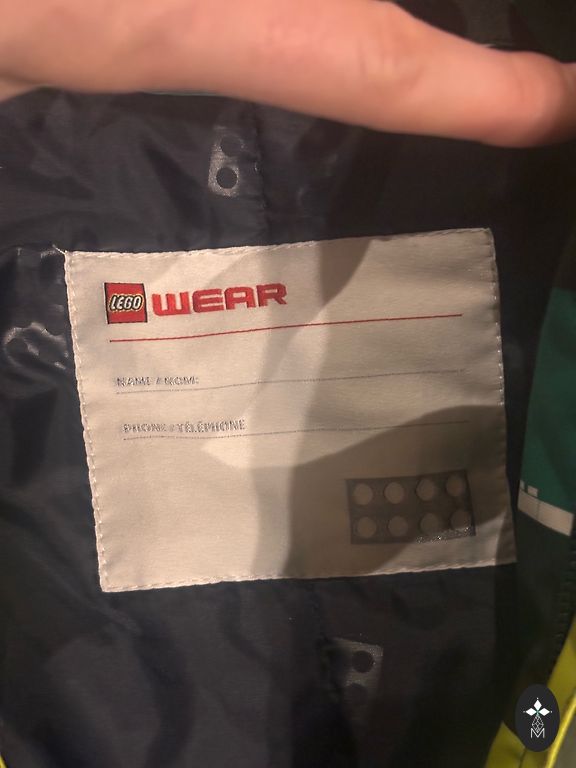 LEGO WEAR
NAME / NOM:
PHONE / TÉLÉPHONE
M